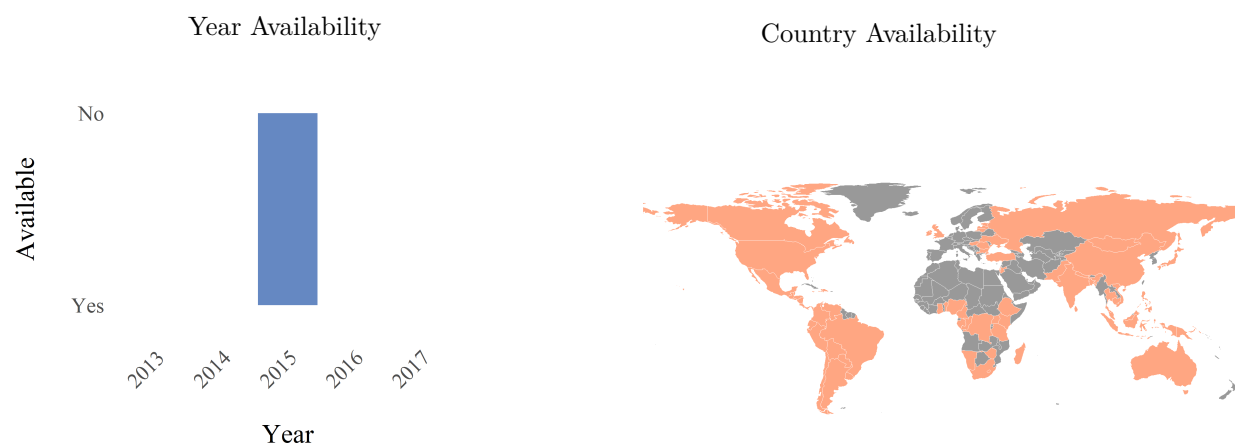 Year Availability
No
Available
Yes
2013
2014
2015
2016
2017
Year
Country Availability